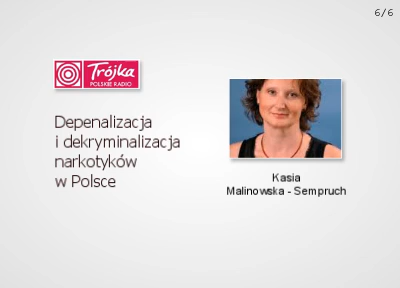 6/6
Trójka
POLSKIE RADIO
Depenalizacja
i dekryminalizacja
narkotyków
w Polsce
Kasia
Malinowska - Sempruch